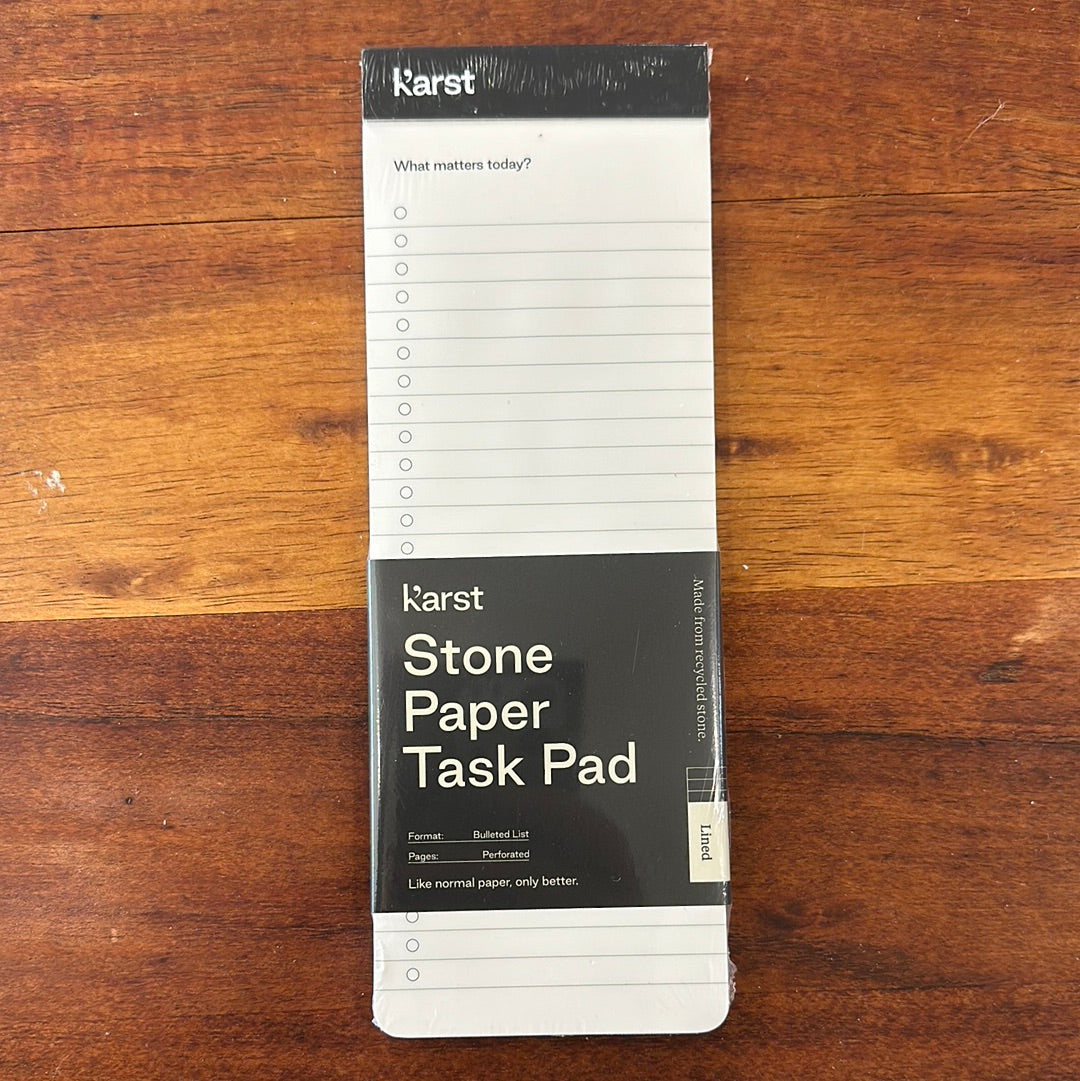 karst
What matters today?
karst
Stone
Paper
Task Pad
Format: Bulleted List
Pages: Perforated
Like normal paper, only better.
Made from recycled stone.
Lined